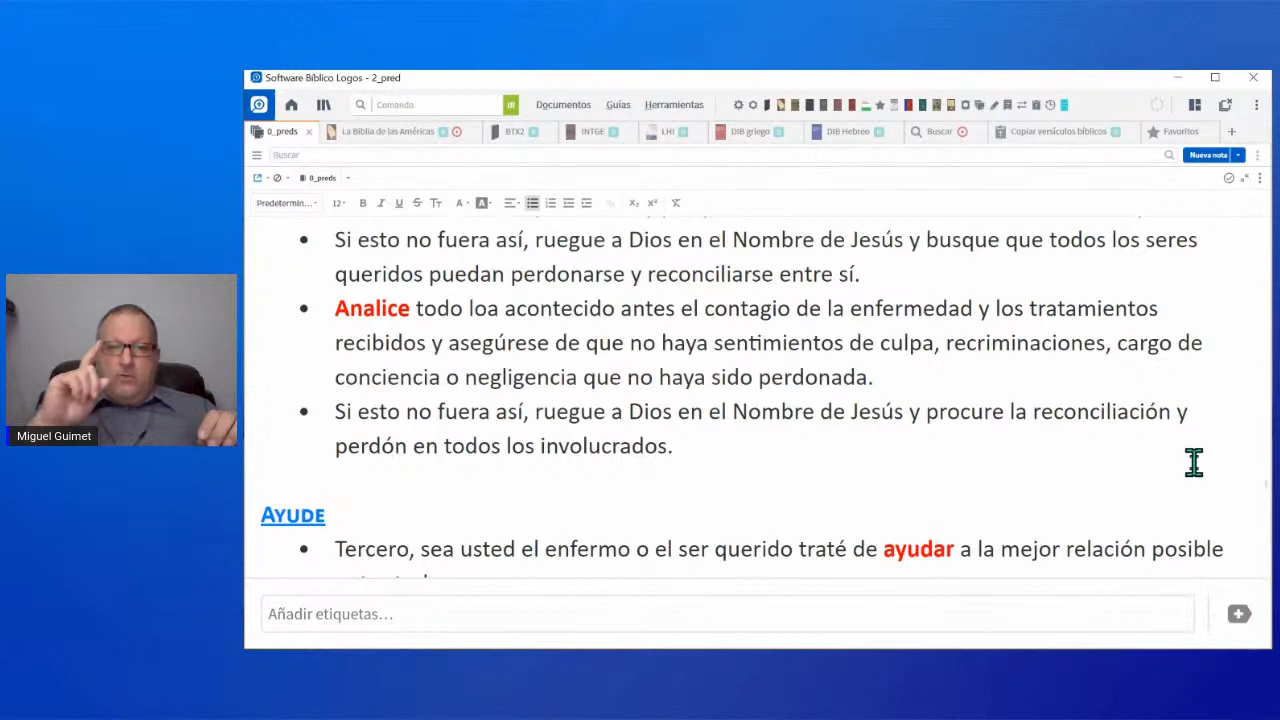 Software Bíblico Logos - 2_pred
Comando
Documentos Guías Herramientas
0_preds La Biblia de las Américas BTX2 INTGE LHI DIB griego DIB Hebreo Buscar Copiar versículos bíblicos Favoritos
Buscar Nueva nota
0_preds
Predetermin... 12
Si esto no fuera así, ruegue a Dios en el Nombre de Jesús y busque que todos los seres
queridos puedan perdonarse y reconciliarse entre sí.
Analice todo loa acontecido antes el contagio de la enfermedad y los tratamientos
recibidos y asegúrese de que no haya sentimientos de culpa, recriminaciones, cargo de
conciencia o negligencia que no haya sido perdonada.
Si esto no fuera así, ruegue a Dios en el Nombre de Jesús y procure la reconciliación y
perdón en todos los involucrados.
Miguel Guimet
AYUDE
Tercero, sea usted el enfermo o el ser querido traté de ayudar a la mejor relación posible
Añadir etiquetas...